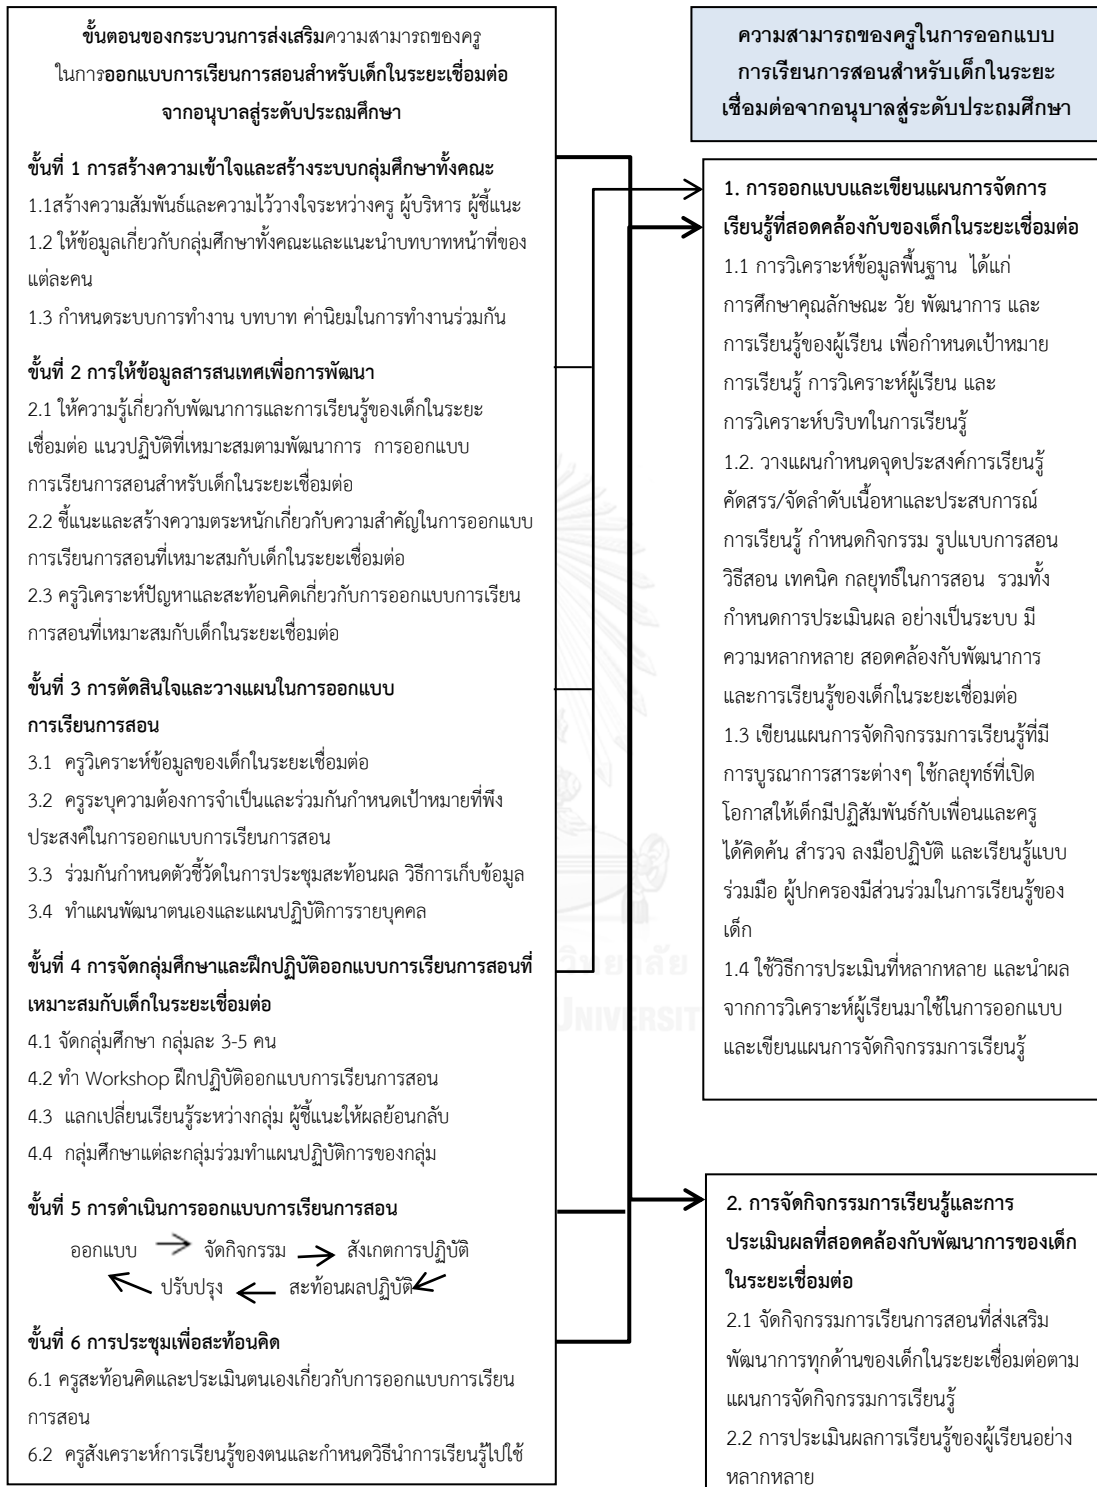 ขั้นตอนของกระบวนการส่งเสริมความสามารถของครู
ในการออกแบบการเรียนการสอนสำหรับเด็กในระยะเชื่อมต่อ
จากอนุบาลสู่ระดับประถมศึกษา
ขั้นที่ 1 การสร้างความเข้าใจและสร้างระบบกลุ่มศึกษาทั้งคณะ
1.1สร้างความสัมพันธ์และความไว้วางใจระหว่างครู ผู้บริหาร ผู้ชี้แนะ
1.2 ให้ข้อมูลเกี่ยวกับกลุ่มศึกษาทั้งคณะและแนะนำบทบาทหน้าที่ของ
แต่ละคน
1.3 กำหนดระบบการทำงาน บทบาท ค่านิยมในการทำงานร่วมกัน
ขั้นที่ 2 การให้ข้อมูลสารสนเทศเพื่อการพัฒนา
2.1 ให้ความรู้เกี่ยวกับพัฒนาการและการเรียนรู้ของเด็กในระยะ
เชื่อมต่อ แนวปฏิบัติที่เหมาะสมตามพัฒนาการ การออกแบบ
การเรียนการสอนสำหรับเด็กในระยะเชื่อมต่อ
2.2 ชี้แนะและสร้างความตระหนักเกี่ยวกับความสำคัญในการออกแบบ
การเรียนการสอนที่เหมาะสมกับเด็กในระยะเชื่อมต่อ
2.3 ครูวิเคราะห์ปัญหาและสะท้อนคิดเกี่ยวกับการออกแบบการเรียน
การสอนที่เหมาะสมกับเด็กในระยะเชื่อมต่อ
ขั้นที่ 3 การตัดสินใจและวางแผนในการออกแบบ
การเรียนการสอน
3.1 ครูวิเคราะห์ข้อมูลของเด็กในระยะเชื่อมต่อ
3.2 ครูระบุความต้องการจำเป็นและร่วมกันกำหนดเป้าหมายที่พึง
ประสงค์ในการออกแบบการเรียนการสอน
3.3 ร่วมกันกำหนดตัวชี้วัดในการประชุมสะท้อนผล วิธีการเก็บข้อมูล
3.4 ทำแผนพัฒนาตนเองและแผนปฏิบัติการรายบุคคล
ขั้นที่ 4 การจัดกลุ่มศึกษาและฝึกปฏิบัติออกแบบการเรียนการสอนที่
เหมาะสมกับเด็กในระยะเชื่อมต่อ
4.1 จัดกลุ่มศึกษา กลุ่มละ 3-5 คน
4.2 ทำ Workshop ฝึกปฏิบัติออกแบบการเรียนการสอน
4.3 แลกเปลี่ยนเรียนรู้ระหว่างกลุ่ม ผู้ชี้แนะให้ผลย้อนกลับ
4.4 กลุ่มศึกษาแต่ละกลุ่มร่วมทำแผนปฏิบัติการของกลุ่ม
ขั้นที่ 5 การดำเนินการออกแบบการเรียนการสอน
ออกแบบ จัดกิจกรรม สังเกตการปฏิบัติ
ปรับปรุง สะท้อนผลปฏิบัติ
ขั้นที่ 6 การประชุมเพื่อสะท้อนคิด
6.1 ครูสะท้อนคิดและประเมินตนเองเกี่ยวกับการออกแบบการเรียน
การสอน
6.2 ครูสังเคราะห์การเรียนรู้ของตนและกำหนดวิธีนำการเรียนรู้ไปใช้
ความสามารถของครูในการออกแบบ
การเรียนการสอนสำหรับเด็กในระยะ
เชื่อมต่อจากอนุบาลสู่ระดับประถมศึกษา
1. การออกแบบและเขียนแผนการจัดการ
เรียนรู้ที่สอดคล้องกับของเด็กในระยะเชื่อมต่อ
1.1 การวิเคราะห์ข้อมูลพื้นฐาน ได้แก่
การศึกษาคุณลักษณะ วัย พัฒนาการ และ
การเรียนรู้ของผู้เรียน เพื่อกำหนดเป้าหมาย
การเรียนรู้ การวิเคราะห์ผู้เรียน และ
การวิเคราะห์บริบทในการเรียนรู้
1.2. วางแผนกำหนดจุดประสงค์การเรียนรู้
คัดสรร/จัดลำดับเนื้อหาและประสบการณ์
การเรียนรู้ กำหนดกิจกรรม รูปแบบการสอน
วิธีสอน เทคนิค กลยุทธ์ในการสอน รวมทั้ง
กำหนดการประเมินผล อย่างเป็นระบบ มี
ความหลากหลาย สอดคล้องกับพัฒนาการ
และการเรียนรู้ของเด็กในระยะเชื่อมต่อ
1.3 เขียนแผนการจัดกิจกรรมการเรียนรู้ที่มี
การบูรณาการสาระต่างๆ ใช้กลยุทธ์ที่เปิด
โอกาสให้เด็กมีปฏิสัมพันธ์กับเพื่อนและครู
ได้คิดค้น สำรวจ ลงมือปฏิบัติ และเรียนรู้แบบ
ร่วมมือ ผู้ปกครองมีส่วนร่วมในการเรียนรู้ของ
เด็ก
1.4 ใช้วิธีการประเมินที่หลากหลาย และนำผล
จากการวิเคราะห์ผู้เรียนมาใช้ในการออกแบบ
และเขียนแผนการจัดกิจกรรมการเรียนรู้
2. การจัดกิจกรรมการเรียนรู้และการ
ประเมินผลที่สอดคล้องกับพัฒนาการของเด็ก
ในระยะเชื่อมต่อ
2.1 จัดกิจกรรมการเรียนการสอนที่ส่งเสริม
พัฒนาการทุกด้านของเด็กในระยะเชื่อมต่อตาม
แผนการจัดกิจกรรมการเรียนรู้
2.2 การประเมินผลการเรียนรู้ของผู้เรียนอย่าง
หลากหลาย
วิทยาลัย
UNIVERSIT